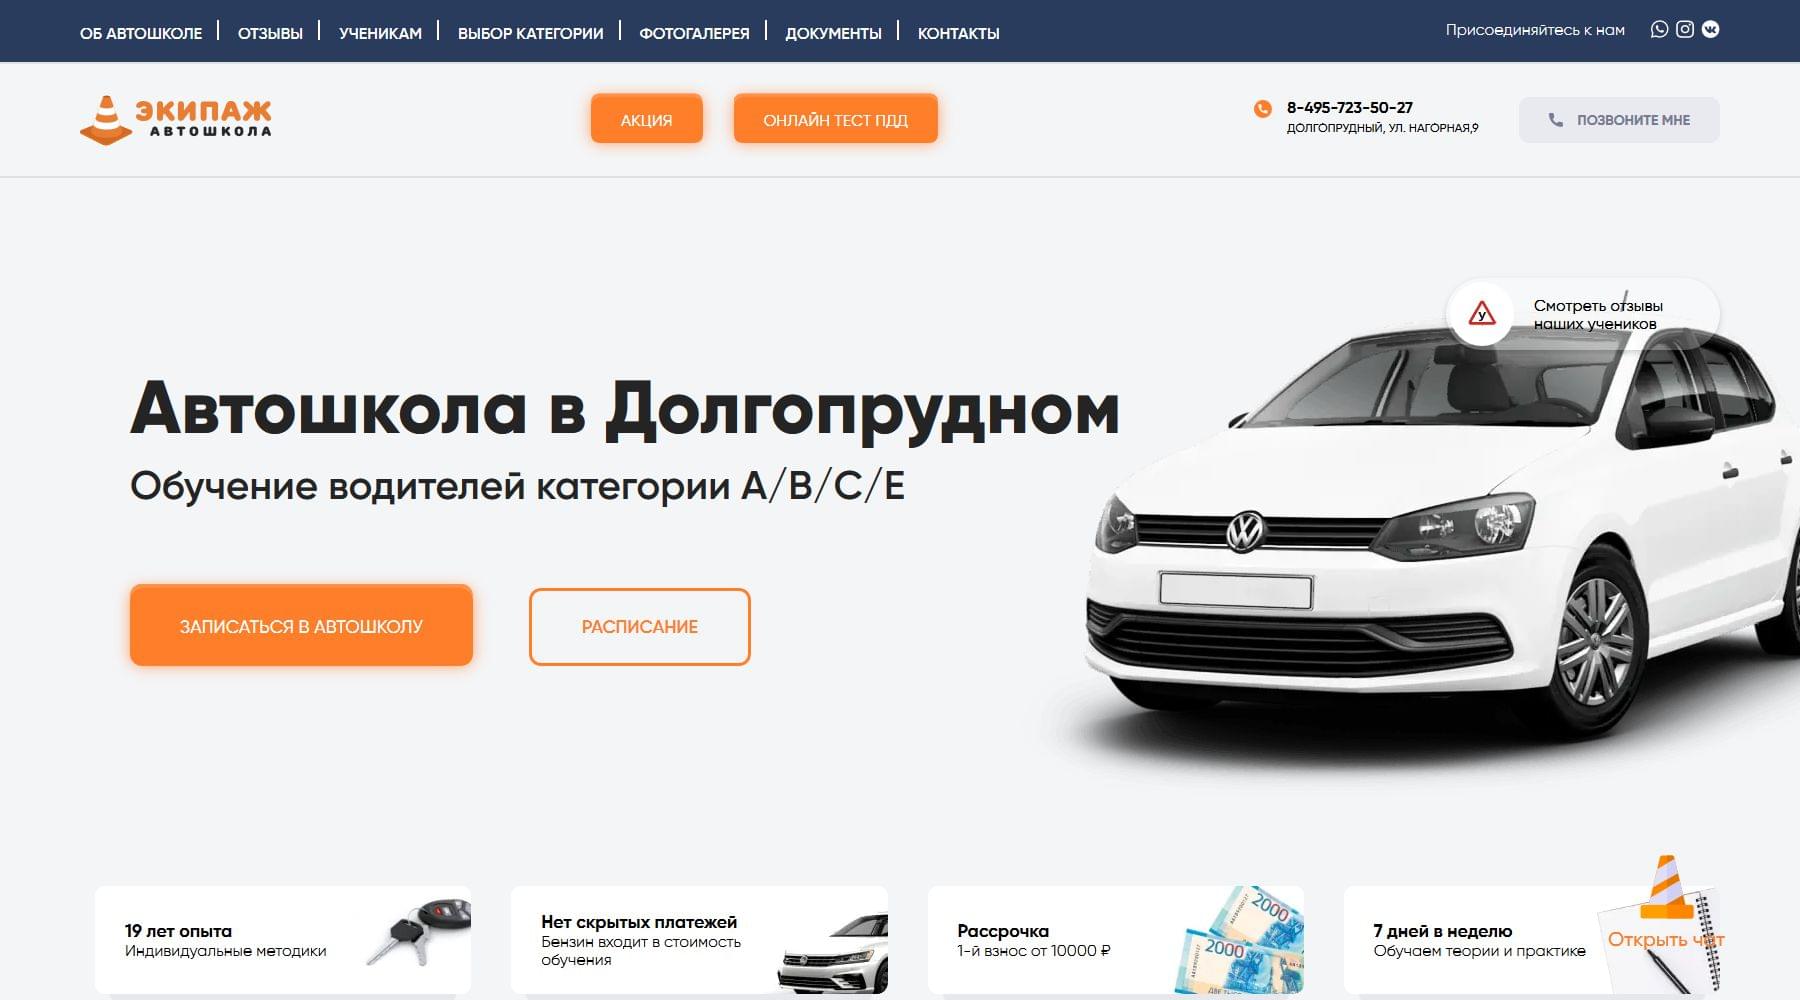 ОБ АВТОШКОЛЕ
ОТЗЫВЫ
УЧЕНИКАМ
ВЫБОР КАТЕГОРИИ
ФОТОГАЛЕРЕЯ
ДОКУМЕНТЫ
КОНТАКТЫ
Присоединяйтесь к нам
ЭКИПАЖ
АВТОШКОЛА
АКЦИЯ
ОНЛАЙН ТЕСТ ПДД
8-495-723-50-27
ДОЛГОПРУДНЫЙ, УЛ. НАГОРНАЯ,9
ПОЗВОНИТЕ МНЕ
У
Смотреть отзывы
наших учеников
Автошкола в Долгопрудном
Обучение водителей категории A/B/C/E
ЗАПИСАТЬСЯ В АВТОШКОЛУ
РАСПИСАНИЕ
19 лет опыта
Индивидуальные методики
Нет скрытых платежей
Бензин входит в стоимость
обучения
Рассрочка
1-й взнос от 10000 ₽
2000
2000
7 дней в неделю
Обучаем теории и практике
Открыть чат